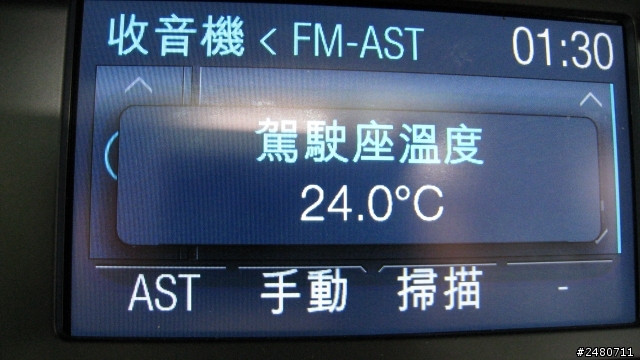 收音機 < FM-AST 01:30
駕駛座溫度
24.0°C
AST 手動 掃描 -
#2480711